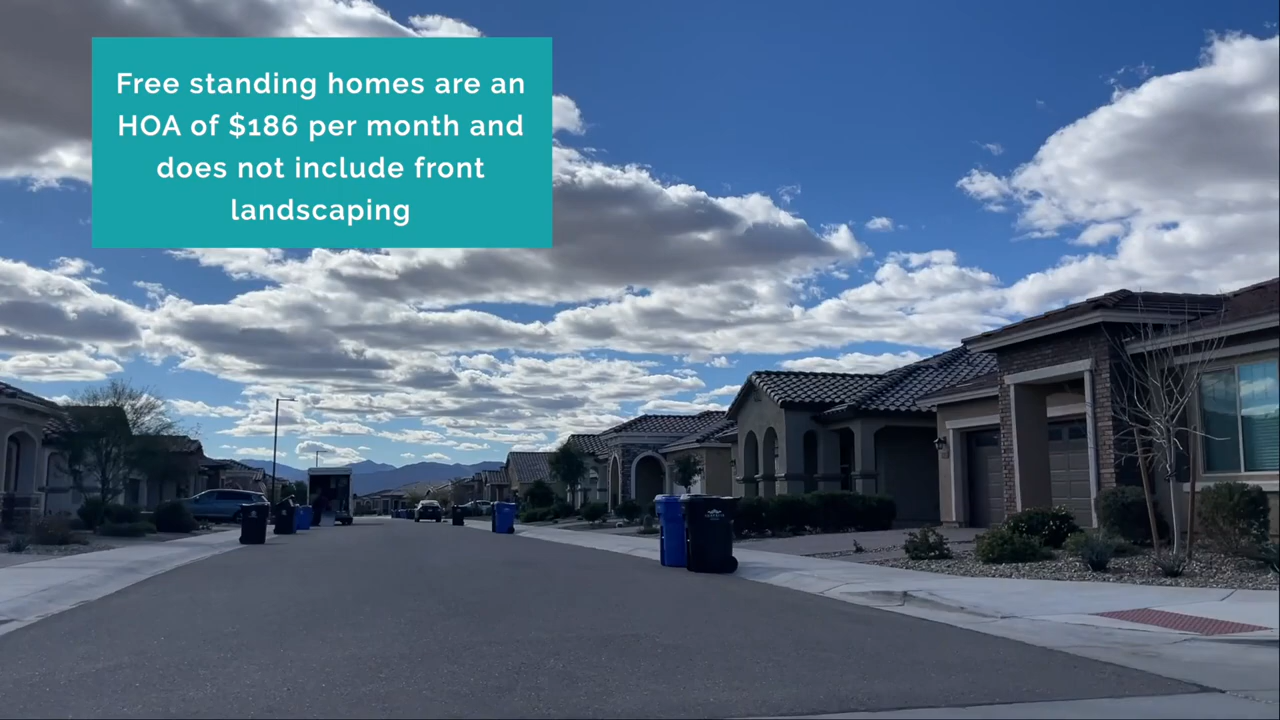 Free standing homes are an
HOA of $186 per month and
does not include front
landscaping